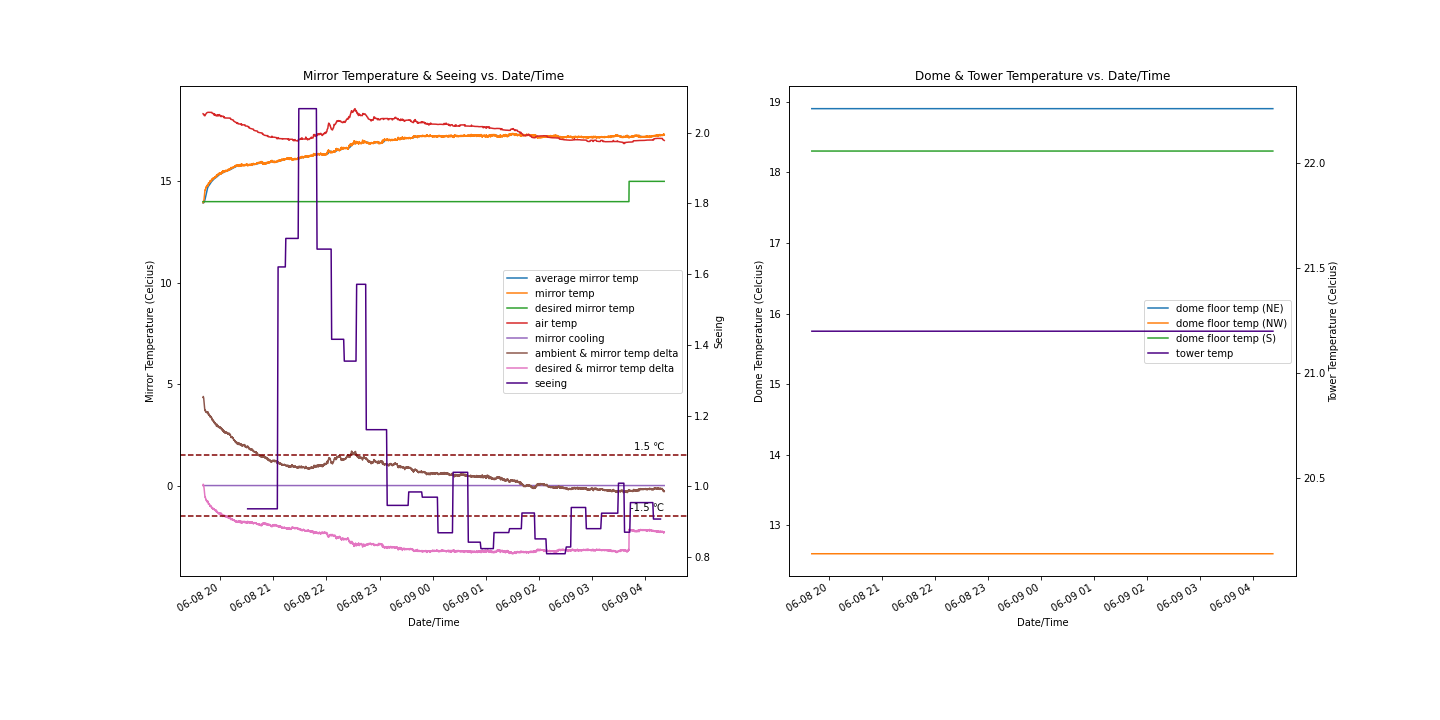 Mirror Temperature & Seeing vs. Date/Time
Mirror Temperature (Celcius)
15
10
5
0
2.0
1.8
1.6
1.4
1.2
1.0
0.8
Seeing
average mirror temp
mirror temp
desired mirror temp
air temp
mirror cooling
ambient & mirror temp delta
desired & mirror temp delta
seeing
1.5 °C
-1.5 °C
06-08 20
06-08 21
06-08 22
06-08 23
06-09 00
06-09 01
06-09 02
06-09 03
06-09 04
Date/Time
Dome & Tower Temperature vs. Date/Time
Dome Temperature (Celcius)
19
18
17
16
15
14
13
22.0
21.5
21.0
20.5
Tower Temperature (Celcius)
dome floor temp (NE)
dome floor temp (NW)
dome floor temp (S)
tower temp
06-08 20
06-08 21
06-08 22
06-08 23
06-09 00
06-09 01
06-09 02
06-09 03
06-09 04
Date/Time